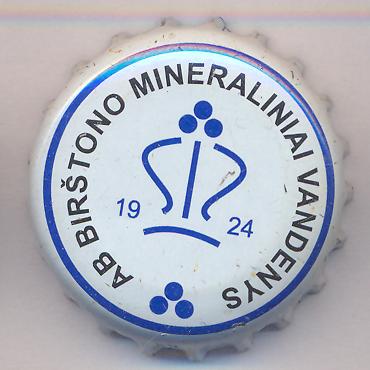 AB BIRŠTONO MINERALINIAI VANDENYS
19 24